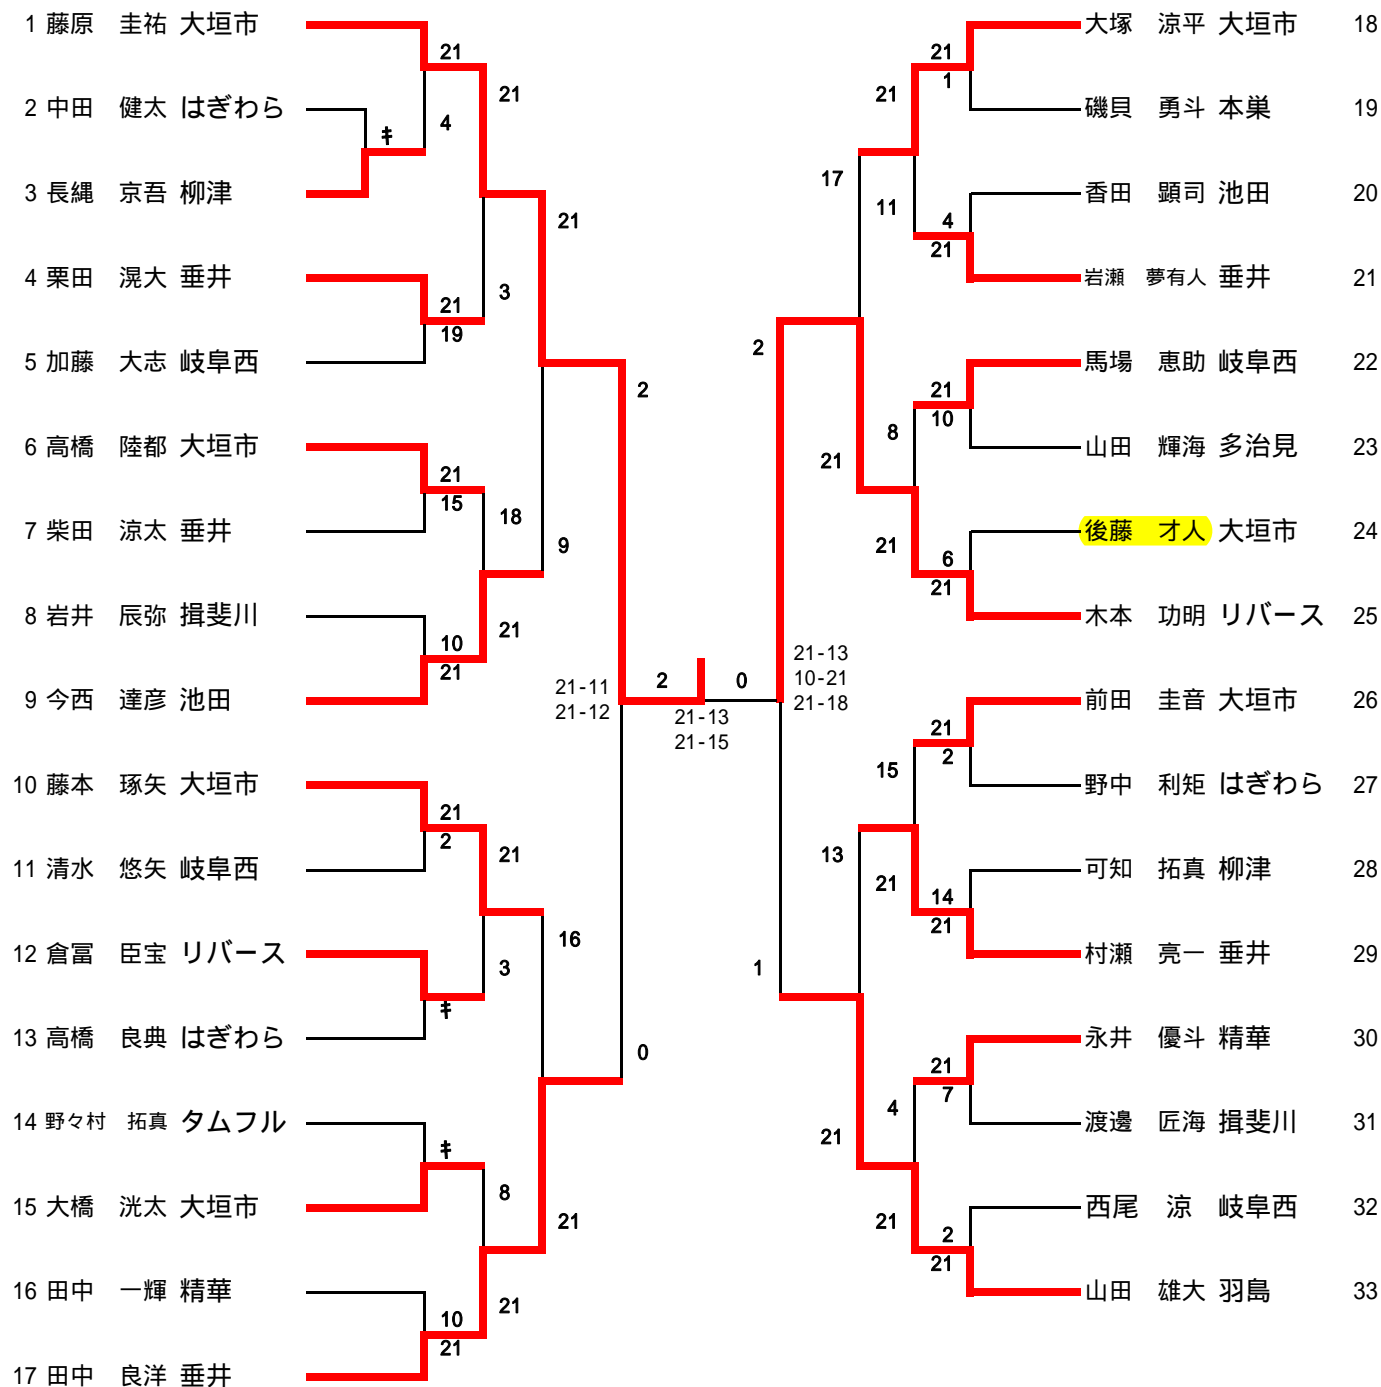 1 藤原 圭祐 大垣市
2 中田 健太 はぎわら
3 長縄 京吾 柳津
4 栗田 滉大 垂井
5 加藤 大志 岐阜西
6 高橋 陸都 大垣市
7 柴田 涼太 垂井
8 岩井 辰弥 揖斐川
9 今西 達彦 池田
10 藤本 琢矢 大垣市
11 清水 悠矢 岐阜西
12 倉冨 臣宝 リバース
13 高橋 良典 はぎわら
14 野々村 拓真 タムフル
15 大橋 洸太 大垣市
16 田中 一輝 精華
17 田中 良洋 垂井
21
キ
4
21
19
21
15
10
21
21
2
キ
キ
10
21
21
3
18
21
21
3
8
21
21
9
16
21
2
0
21-11
21-12
2
0
21-13
21-15
21-13
10-21
21-18
2
1
17
21
13
21
21
11
8
21
15
21
4
21
21
1
4
21
21
10
6
21
21
2
14
21
21
7
2
21
大塚 涼平 大垣市 18
磯貝 勇斗 本巣 19
香田 顕司 池田 20
岩瀬 夢有人 垂井 21
馬場 恵助 岐阜西 22
山田 輝海 多治見 23
後藤 才人 大垣市 24
木本 功明 リバース 25
前田 圭音 大垣市 26
野中 利矩 はぎわら 27
可知 拓真 柳津 28
村瀬 亮一 垂井 29
永井 優斗 精華 30
渡邊 匠海 揖斐川 31
西尾 涼 岐阜西 32
山田 雄大 羽島 33